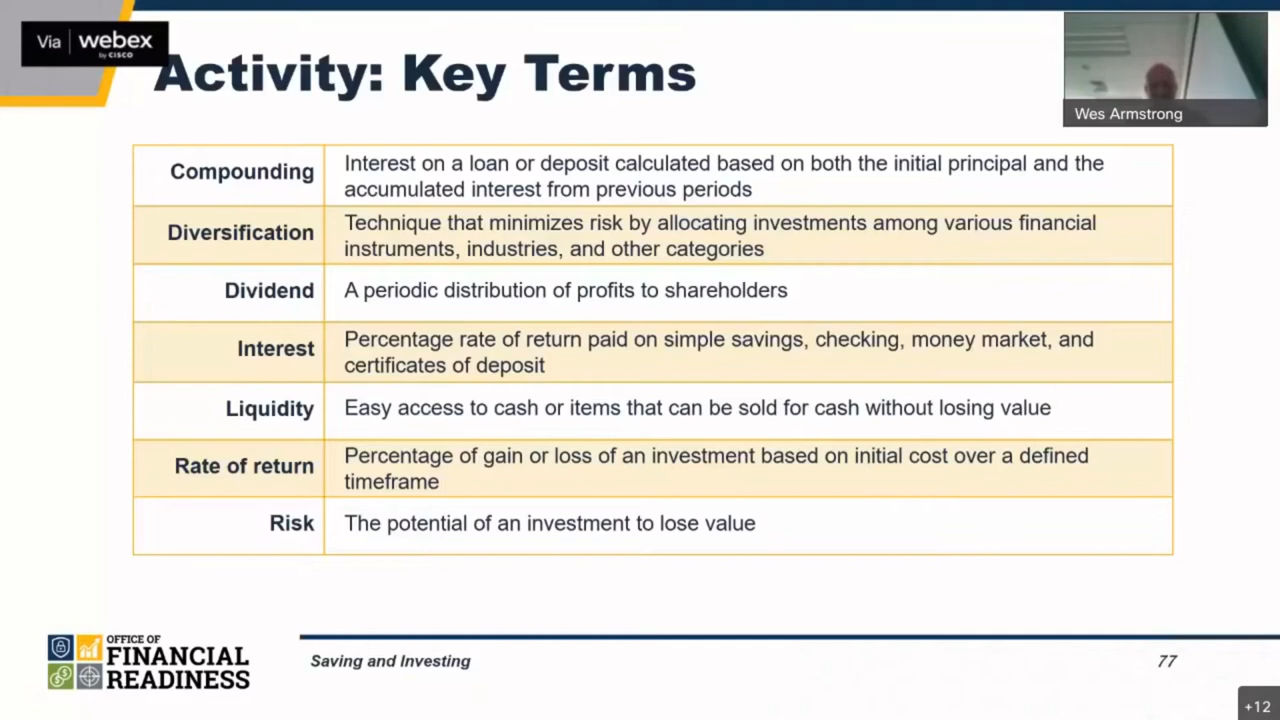 Via webex
by CISCO
Activity: Key Terms
Wes Armstrong
Compounding
Interest on a loan or deposit calculated based on both the initial principal and the
accumulated interest from previous periods
Diversification
Technique that minimizes risk by allocating investments among various financial
instruments, industries, and other categories
Dividend
A periodic distribution of profits to shareholders
Interest
Percentage rate of return paid on simple savings, checking, money market, and
certificates of deposit
Liquidity
Easy access to cash or items that can be sold for cash without losing value
Rate of return
Percentage of gain or loss of an investment based on initial cost over a defined
timeframe
Risk
The potential of an investment to lose value
OFFICE OF
FINANCIAL
READINESS
Saving and Investing
77
+12